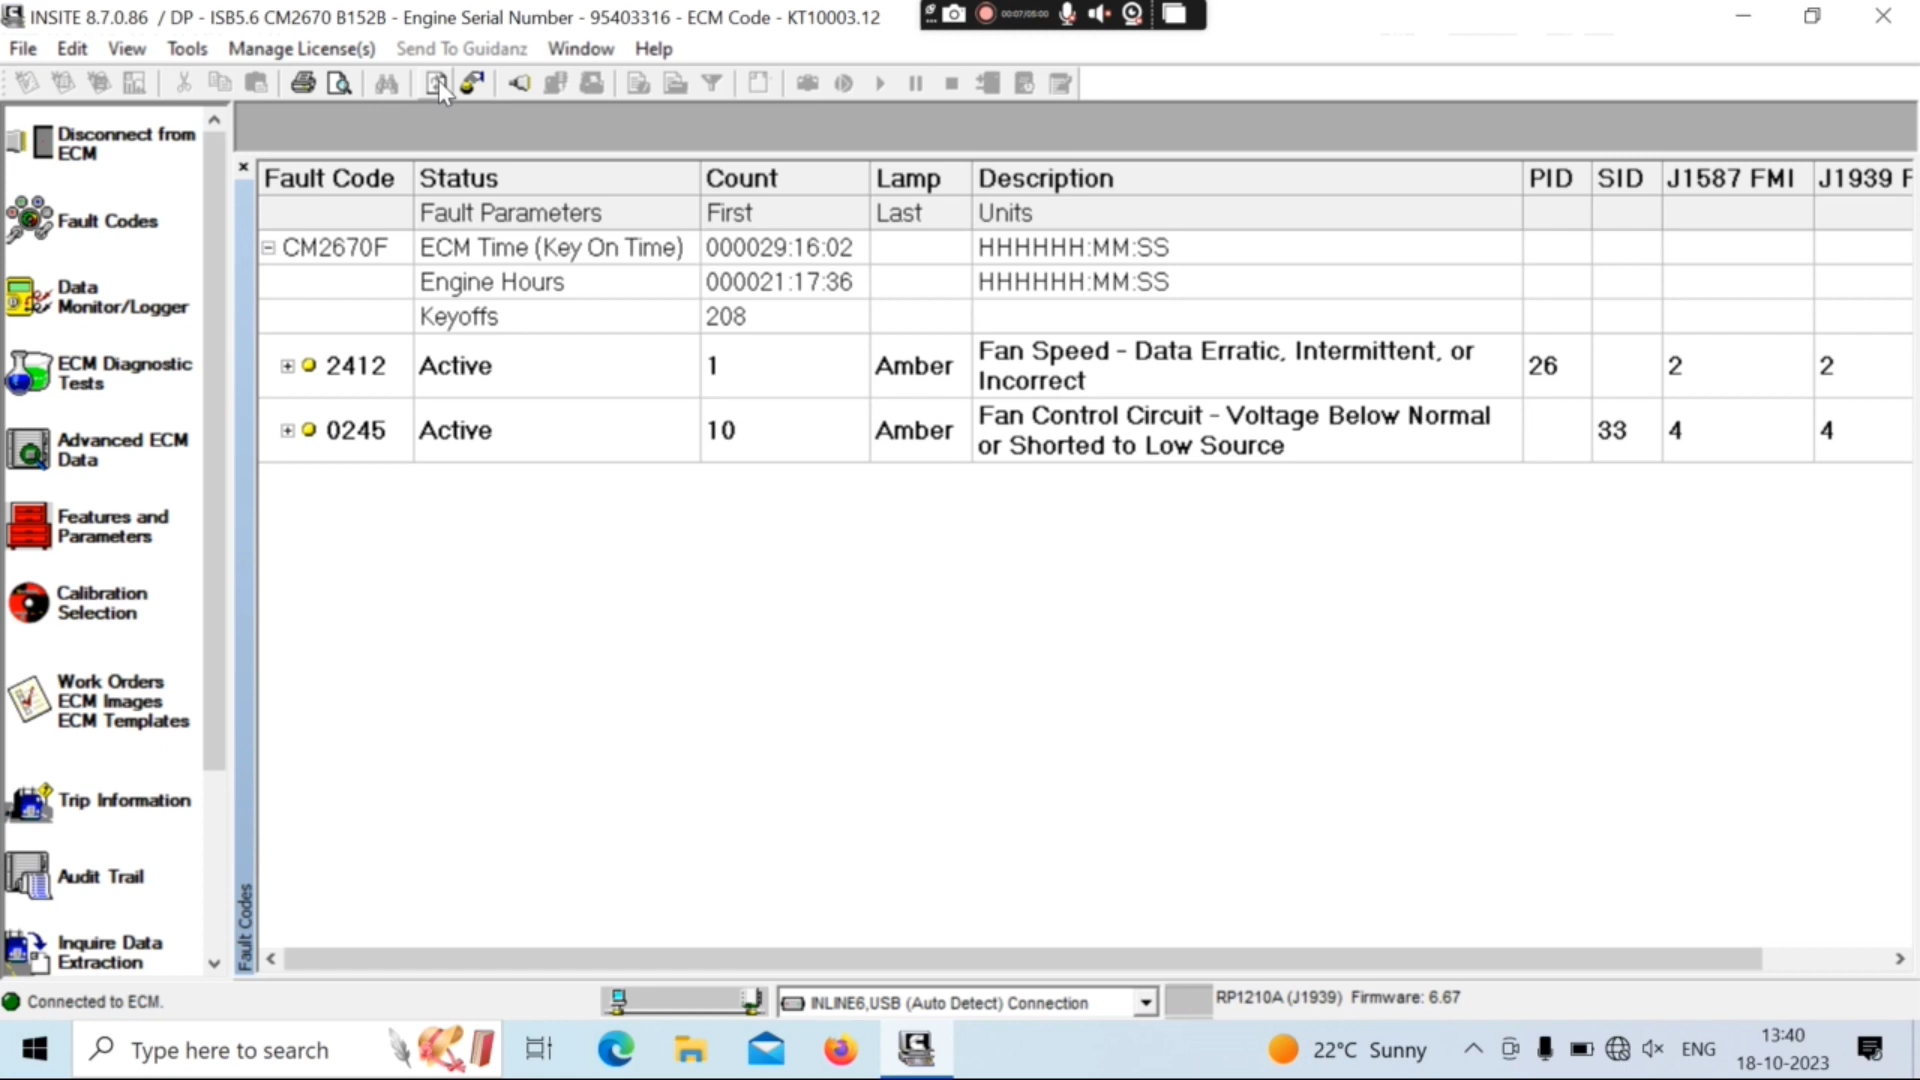 INSITE 8.7.0.86 / DP - ISB5.6 CM2670 B152B - Engine Serial Number - 95403316 - ECM Code - KT10003.12
00:07/05:00
File Edit View Tools Manage License(s) Send To Guidanz Window Help
Disconnect from
ECM
Fault Codes
Data
Monitor/Logger
ECM Diagnostic
Tests
Advanced ECM
Data
Features and
Parameters
Calibration
Selection
Work Orders
ECM Images
ECM Templates
Trip Information
Audit Trail
Inquire Data
Extraction
Fault Codes
Fault Code Status Count Lamp Description PID SID J1587 FMI J1939 F
Fault Parameters First Last Units
CM2670F ECM Time (Key On Time) 000029:16:02 HHHHHH:MM:SS
Engine Hours 000021:17:36 HHHHHH:MM:SS
Keyoffs 208
2412 Active 1 Amber Fan Speed - Data Erratic, Intermittent, or
Incorrect 26 2 2
0245 Active 10 Amber Fan Control Circuit - Voltage Below Normal
or Shorted to Low Source 33 4 4
Connected to ECM.
INLINE6,USB (Auto Detect) Connection
RP1210A (J1939) Firmware: 6.67
Type here to search
22°C Sunny
ENG
13:40
18-10-2023